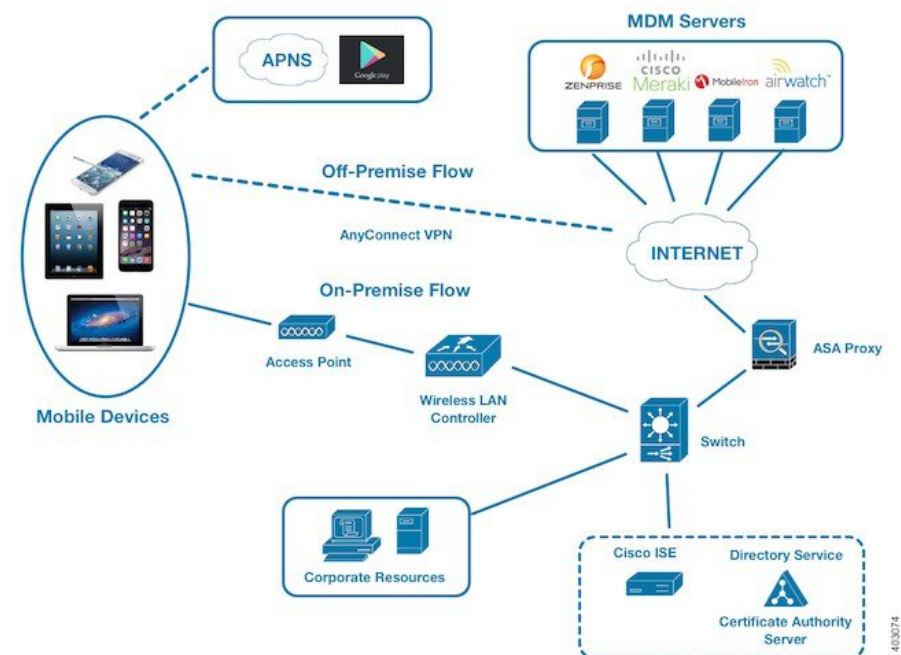 MDM Servers
APNS
Google play
ZENPRISE
CISCO
Meraki
MobileIron
airwatch
Off-Premise Flow
AnyConnect VPN
INTERNET
On-Premise Flow
Access Point
ASA Proxy
Wireless LAN
Controller
Mobile Devices
Switch
Corporate Resources
Cisco ISE
Directory Service
Certificate Authority
Server
403074